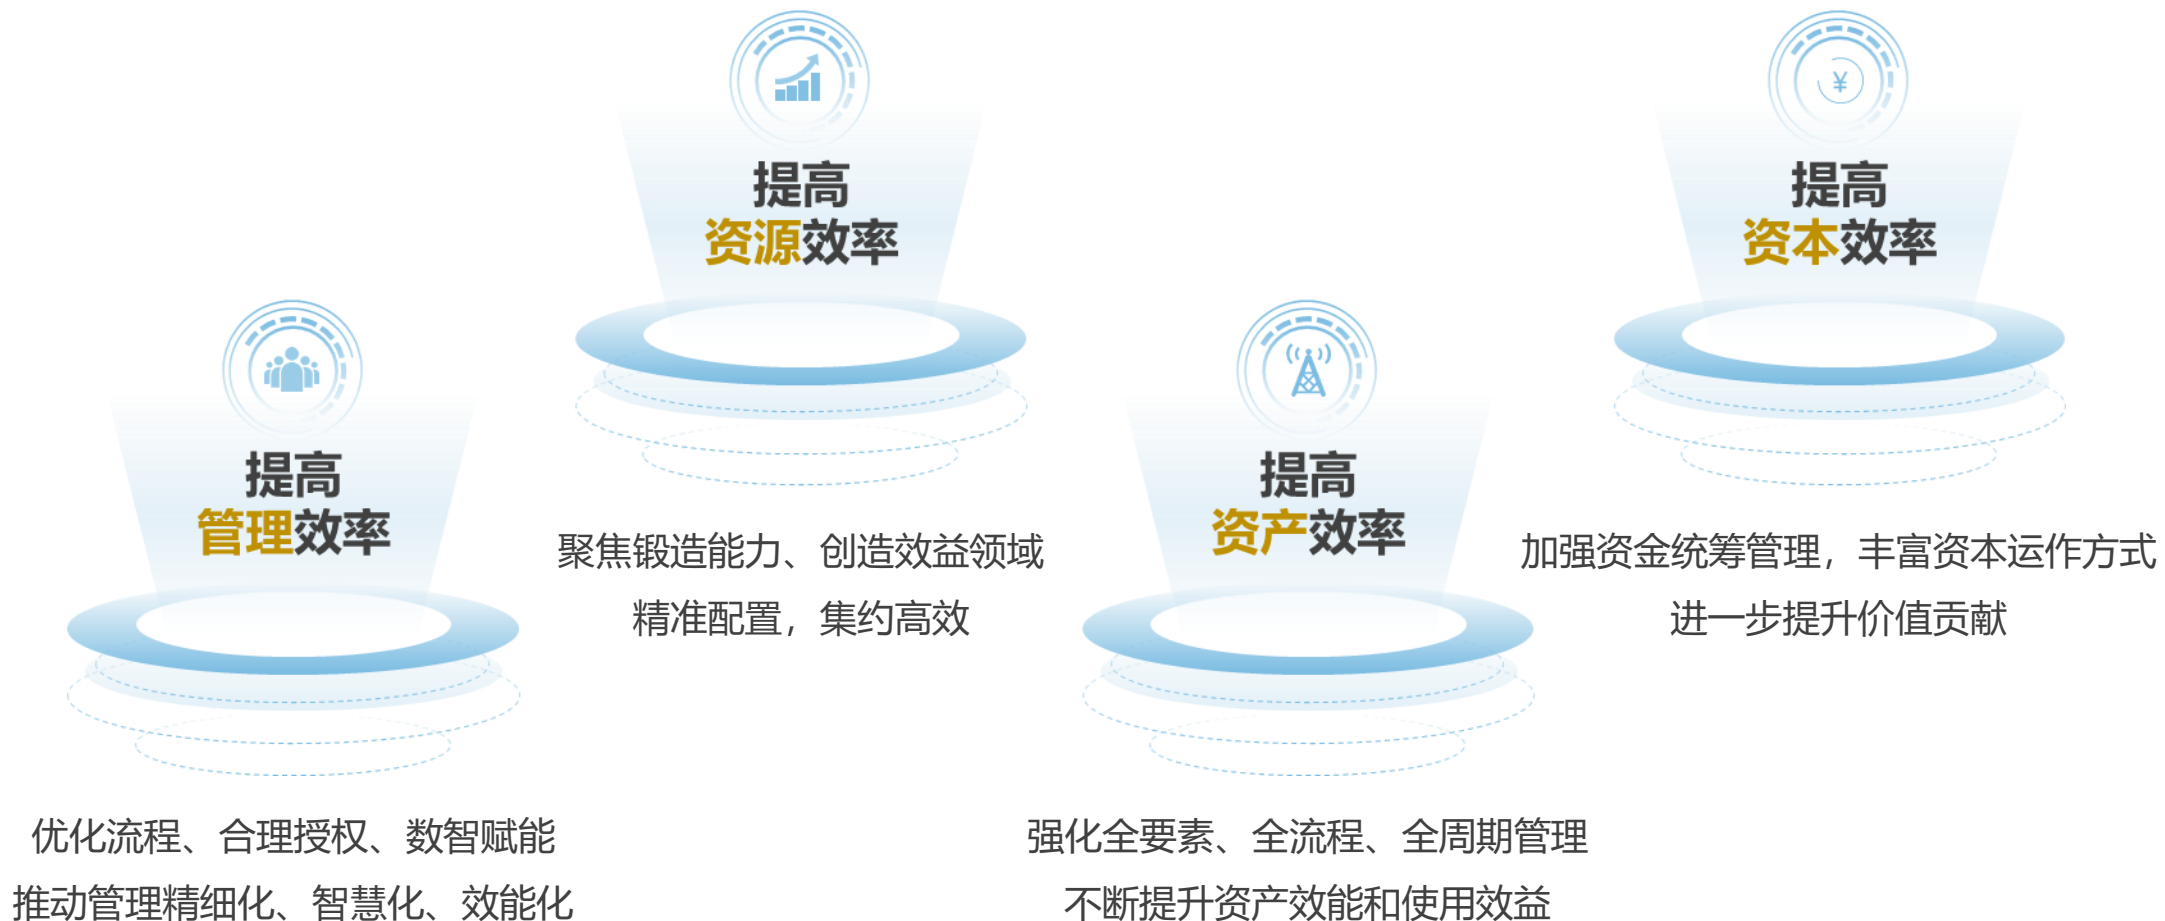 提高
管理效率
优化流程、合理授权、数智赋能
推动管理精细化、智慧化、效能化
提高
资源效率
聚焦锻造能力、创造效益领域
精准配置，集约高效
提高
资产效率
强化全要素、全流程、全周期管理
不断提升资产效能和使用效益
¥
提高
资本效率
加强资金统筹管理，丰富资本运作方式
进一步提升价值贡献